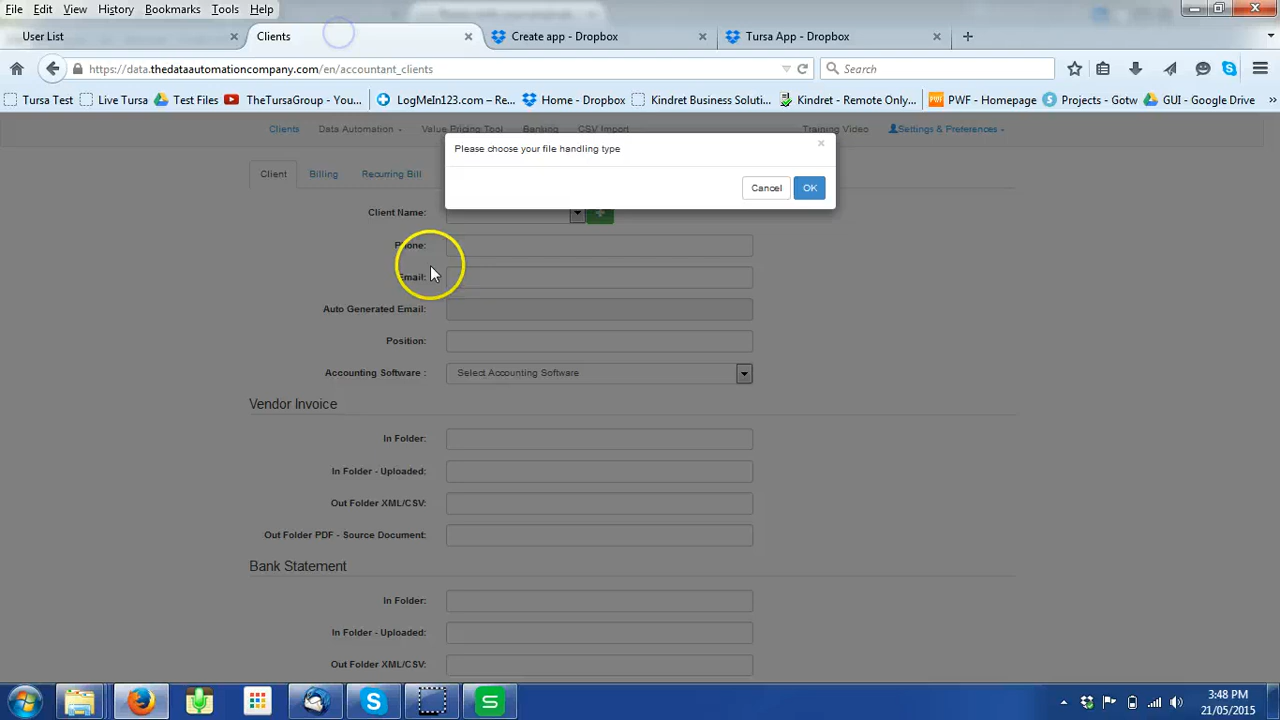 File Edit View History Bookmarks Tools Help
User List × Clients × Create app - Dropbox × Tursa App - Dropbox × +
https://data.thedataautomationcompany.com/en/accountant_clients Search
Tursa Test Live Tursa Test Files TheTursaGroup - You... LogMeIn123.com – Re... Home - Dropbox Kindret Business Soluti... Kindret - Remote Only... PWF - Homepage Projects - Gotw GUI - Google Drive »
Clients Data Automation Value Pricing Tool Banking CSV Import Training Video Settings & Preferences
Please choose your file handling type ×
Cancel OK
Client Billing Recurring Bill
Client Name:
Phone:
Email:
Auto Generated Email:
Position:
Accounting Software : Select Accounting Software
Vendor Invoice
In Folder:
In Folder - Uploaded:
Out Folder XML/CSV:
Out Folder PDF - Source Document:
Bank Statement
In Folder:
In Folder - Uploaded:
Out Folder XML/CSV:
3:48 PM
21/05/2015